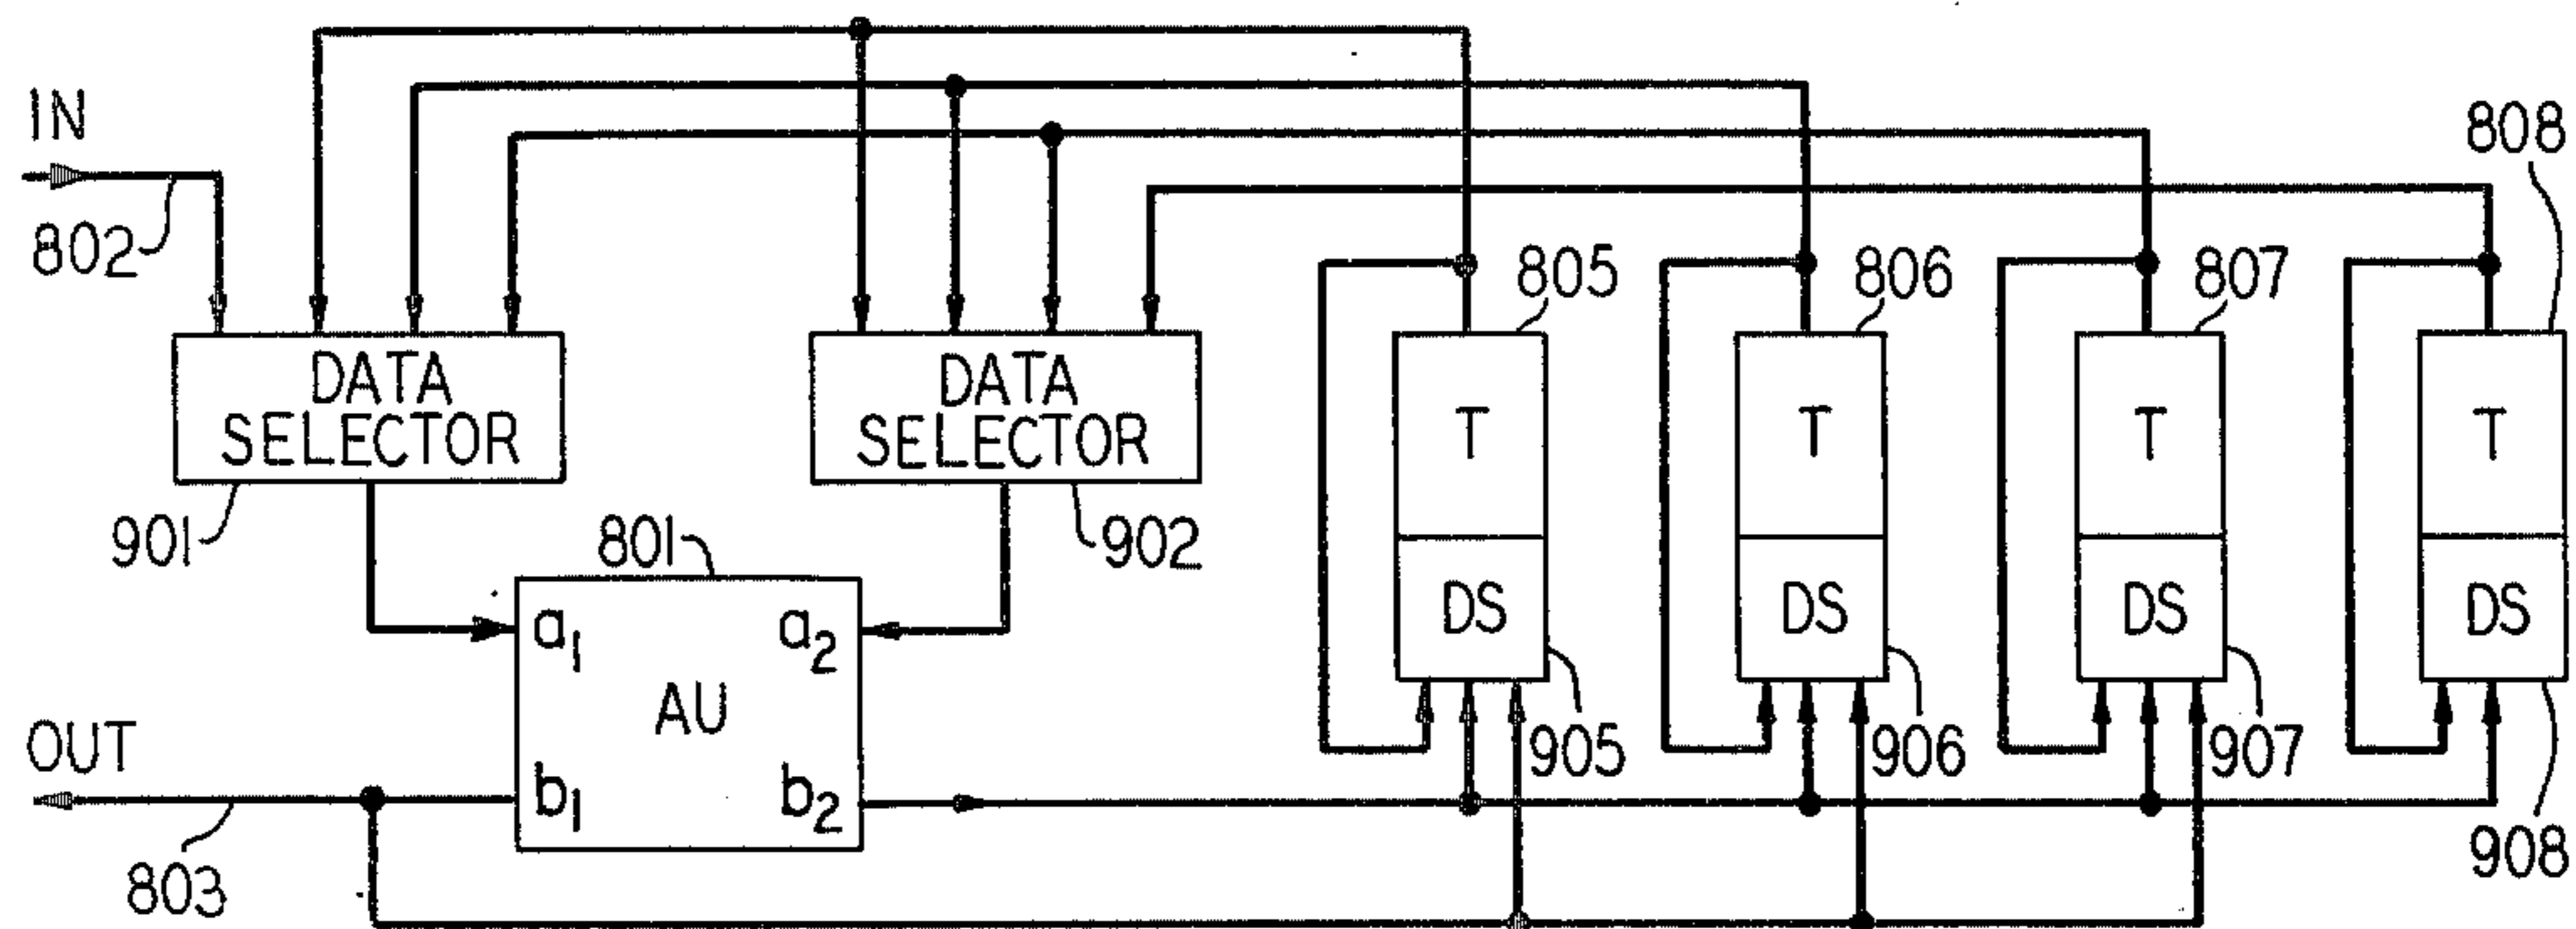 IN
802
808
805
806
807
DATA
SELECTOR
DATA
SELECTOR
T
T
T
T
901
801
902
a1
a2
AU
DS
DS
DS
DS
OUT
b1
b2
905
906
907
803
908